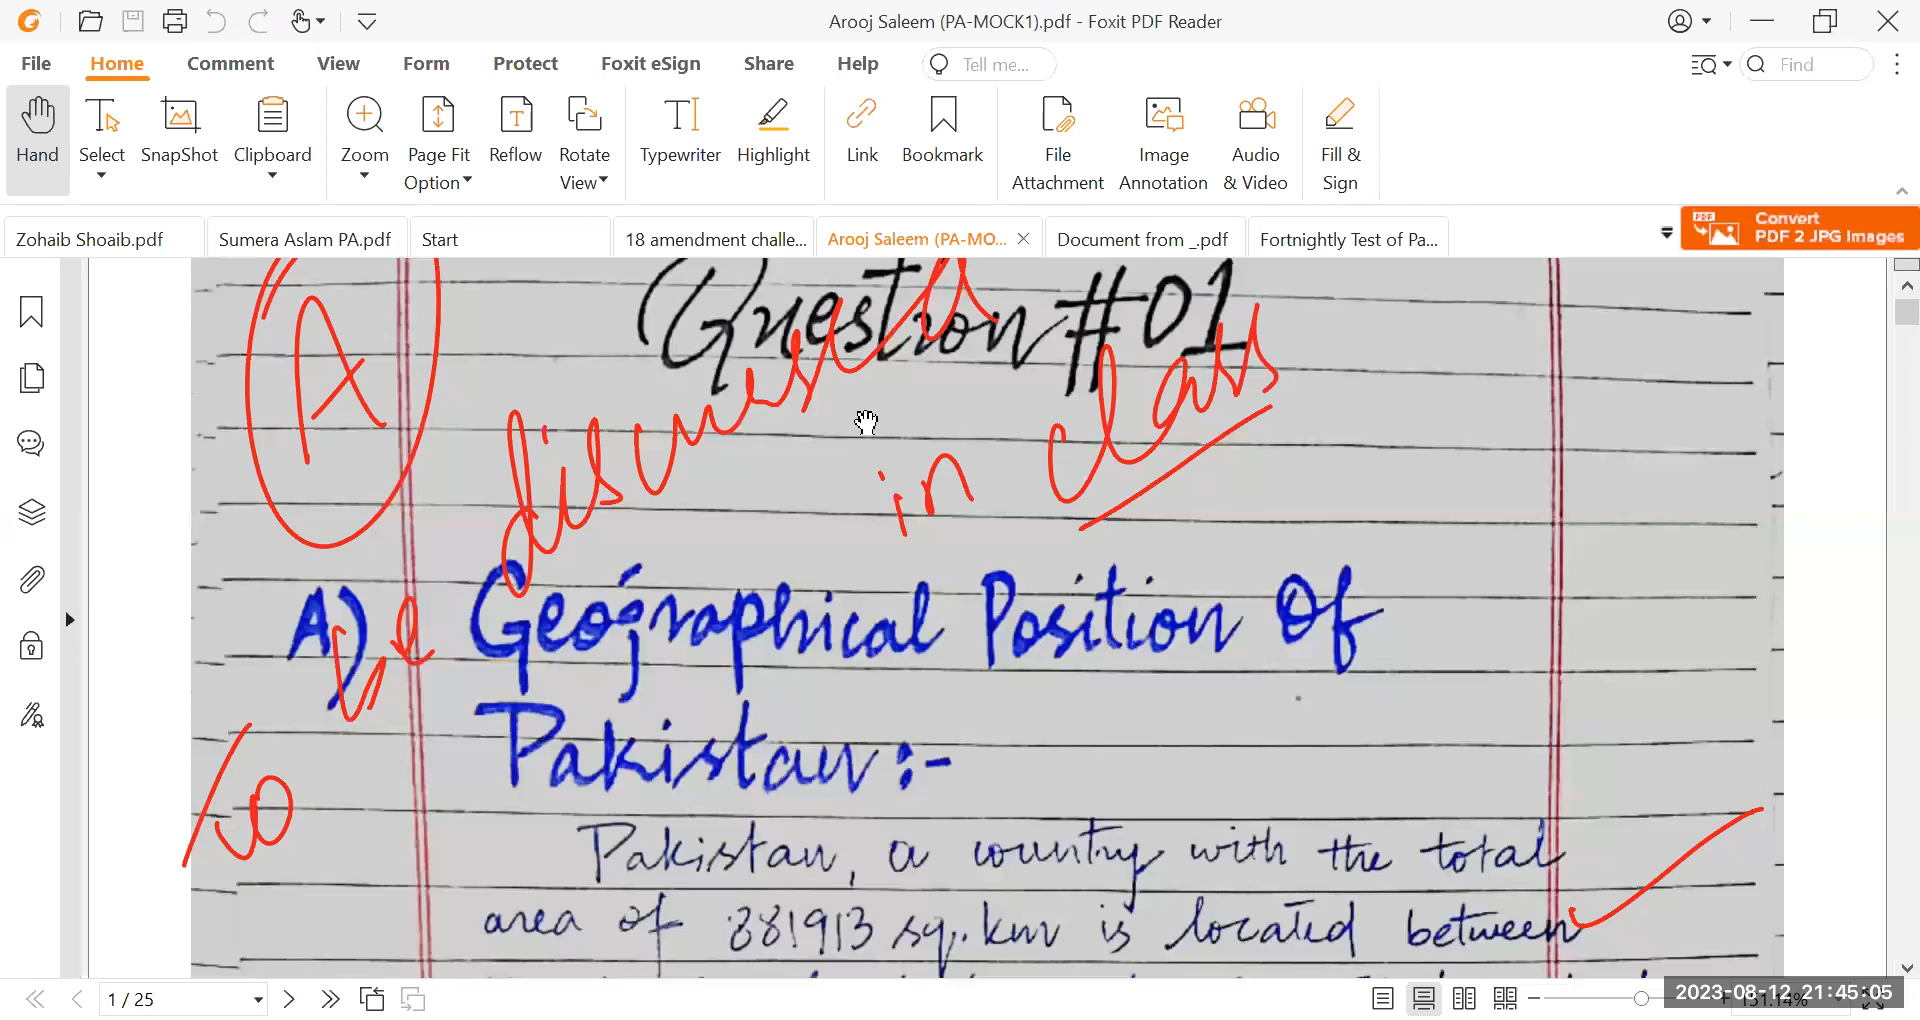 Arooj Saleem (PA-MOCK1).pdf - Foxit PDF Reader
File Home Comment View Form Protect Foxit eSign Share Help Tell me... Find
Hand Select SnapShot Clipboard Zoom Page Fit Option Reflow Rotate View Typewriter Highlight Link Bookmark File Attachment Image Annotation Audio & Video Fill & Sign
Zohaib Shoaib.pdf Sumera Aslam PA.pdf Start 18 amendment challe... Arooj Saleem (PA-MO... Document from _.pdf Fortnightly Test of Pa...
PDF Convert
PDF 2 JPG Images
Question #01
A
discussed
in class
A) Geographical Position Of
Pakistan:-
Pakistan, a country with the total
area of 881913 sq. km is located between
1 / 25
2023-08-12 21:45:05
131.14%